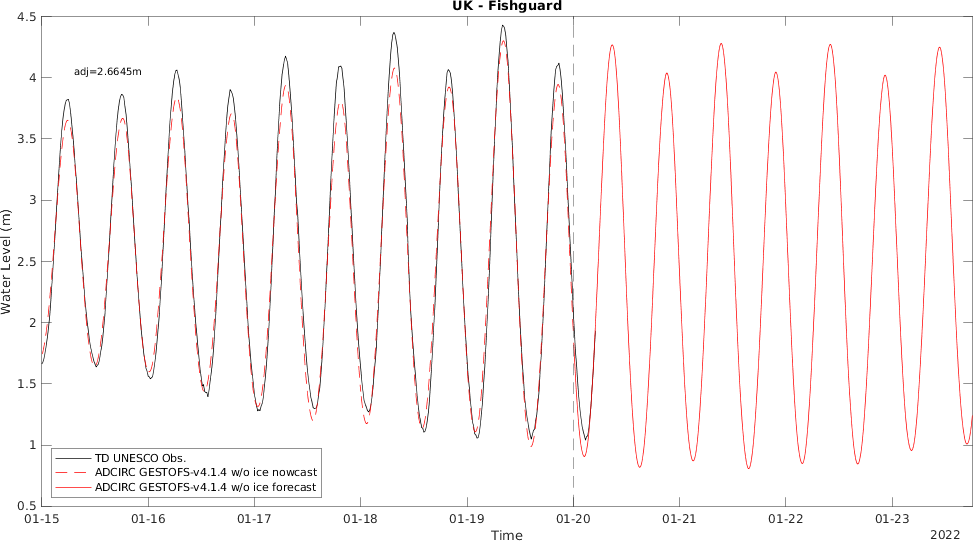 UK - Fishguard
4.5
4
3.5
3
2.5
2
1.5
1
0.5
Water Level (m)
adj=2.6645m
TD UNESCO Obs.
ADCIRC GESTOFS-v4.1.4 w/o ice nowcast
ADCIRC GESTOFS-v4.1.4 w/o ice forecast
01-15 01-16 01-17 01-18 01-19 01-20 01-21 01-22 01-23
Time
2022